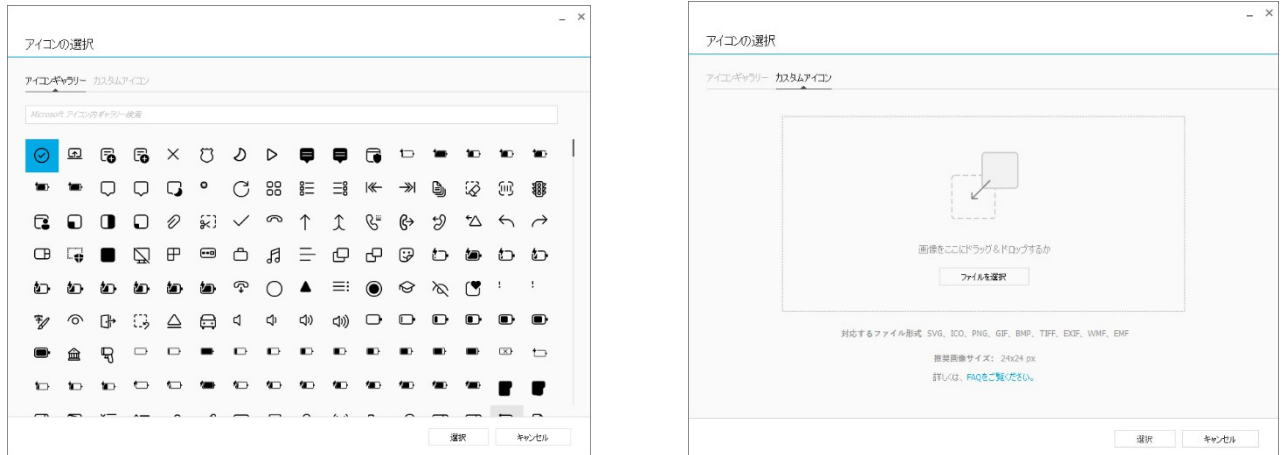 アイコンの選択
アイコンギャラリー カスタムアイコン
Microsoft アイコン内ギャラリー検索
選択 キャンセル
アイコンの選択
アイコンギャラリー カスタムアイコン
画像をここにドラッグ&ドロップするか
ファイルを選択
対応するファイル形式 SVG, ICO, PNG, GIF, BMP, TIFF, EXIF, WMF, EMF
推奨画像サイズ: 24x24 px
詳しくは、FAQをご覧ください。
選択 キャンセル